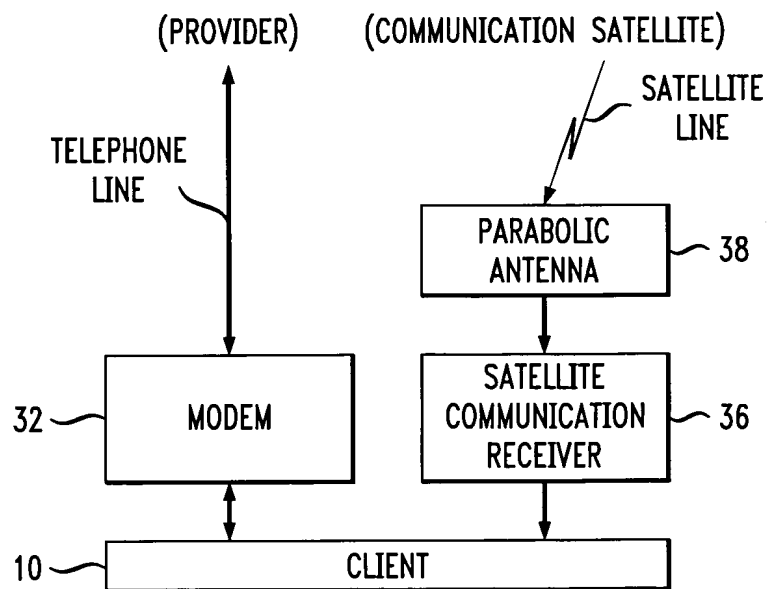 (PROVIDER)
(COMMUNICATION SATELLITE)
SATELLITE
LINE
TELEPHONE
LINE
PARABOLIC
ANTENNA
38
32
MODEM
SATELLITE
COMMUNICATION
RECEIVER
36
10
CLIENT